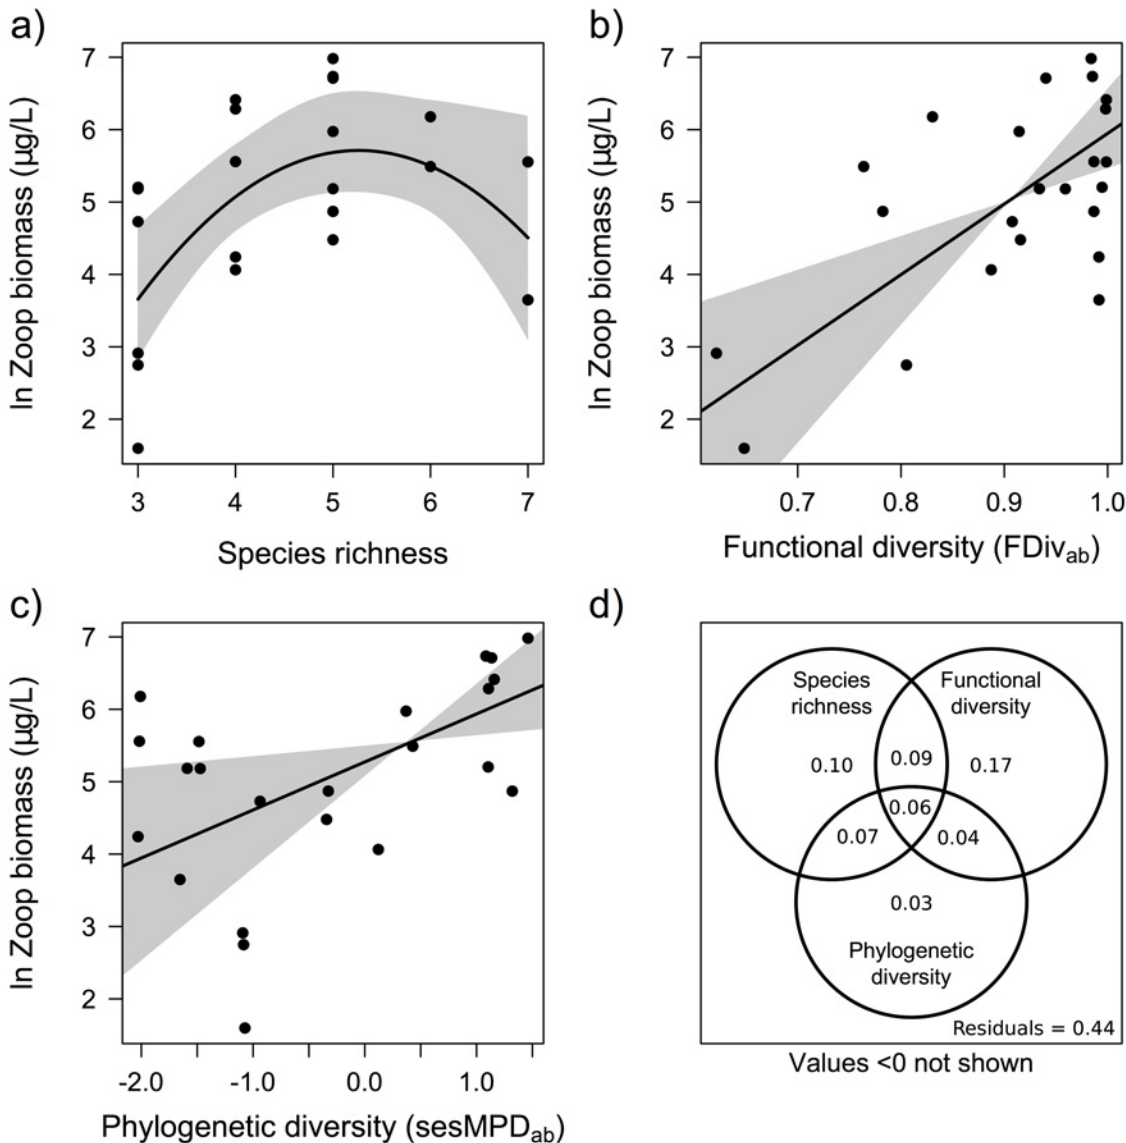 a)
ln Zoop biomass (µg/L)
7
6
5
4
3
2
3 4 5 6 7
Species richness
b)
ln Zoop biomass (µg/L)
7
6
5
4
3
2
0.7 0.8 0.9 1.0
Functional diversity (FDivab)
c)
ln Zoop biomass (µg/L)
7
6
5
4
3
2
-2.0 -1.0 0.0 1.0
Phylogenetic diversity (sesMPDab)
d)
Species
richness
Functional
diversity
0.10 0.09 0.17
0.06
0.07 0.04
0.03
Phylogenetic
diversity
Residuals = 0.44
Values <0 not shown